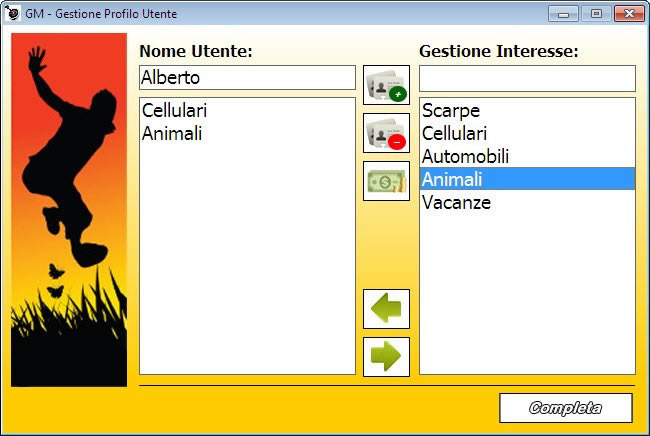 GM - Gestione Profilo Utente
Nome Utente:
Gestione Interesse:
Alberto
Cellulari
Animali
Scarpe
Cellulari
Automobili
Animali
Vacanze
Completa